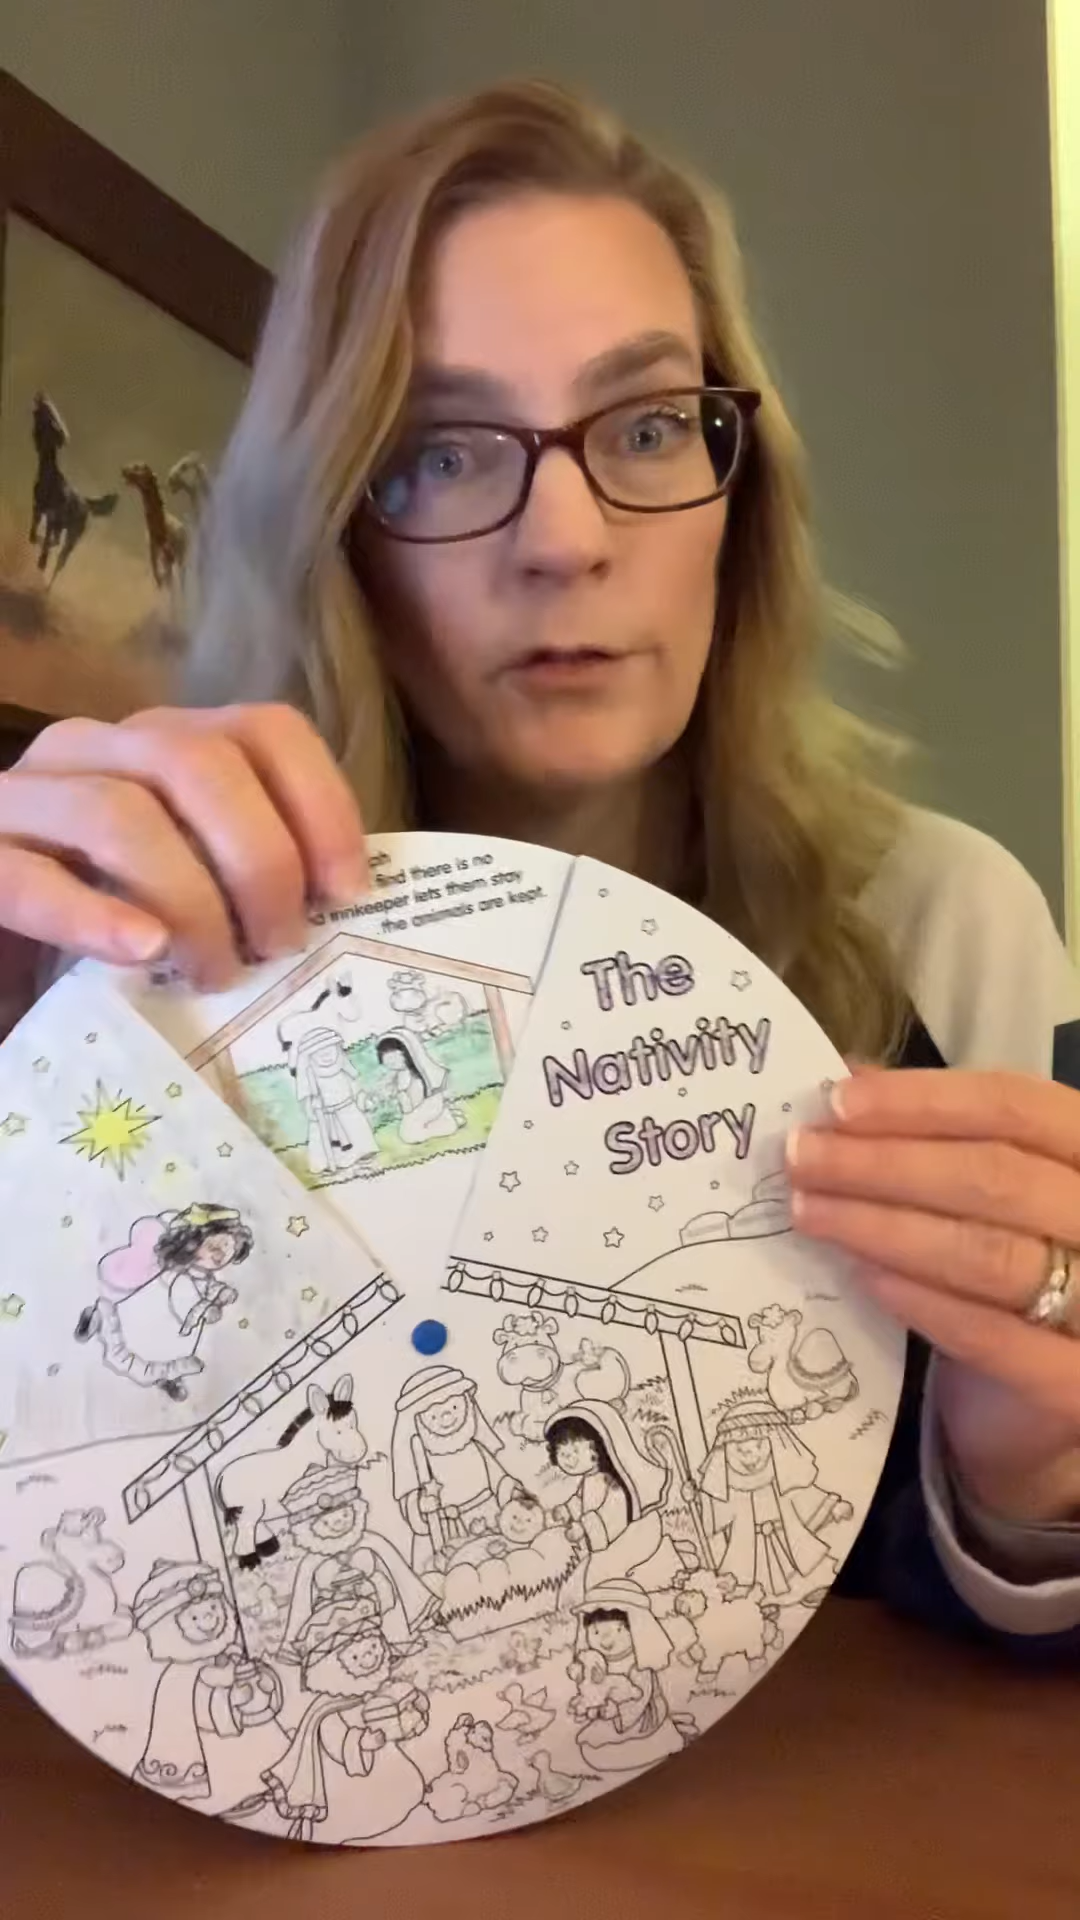 find there is no
innkeeper lets them stay
the animals are kept.
The
Nativity
Story